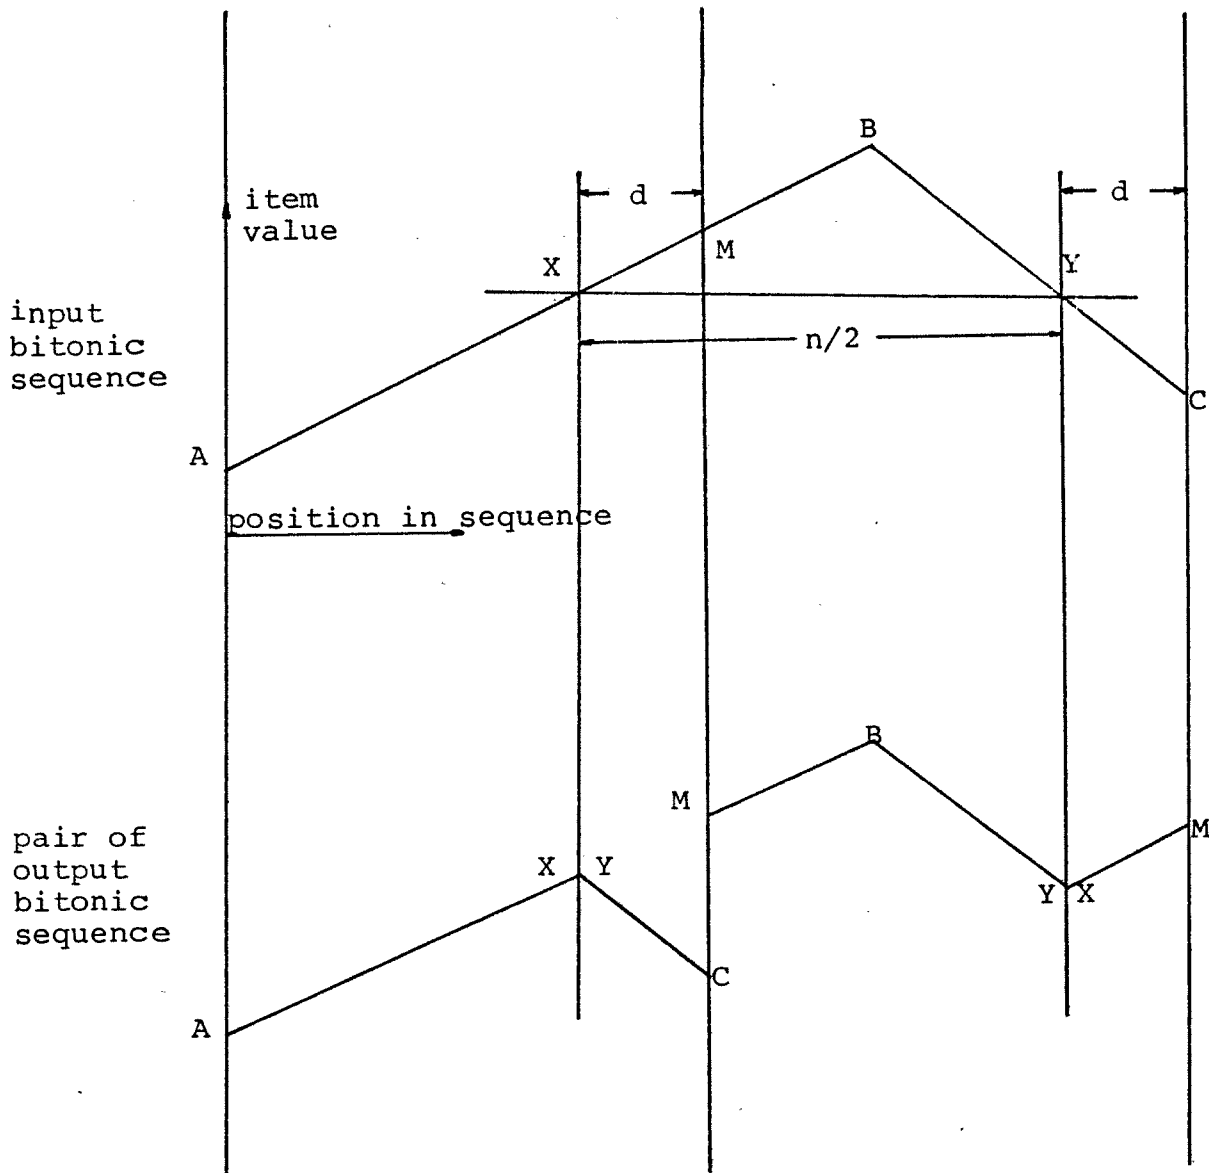 B
d
d
item
value
M
X
Y
input
bitonic
sequence
n/2
C
A
position in sequence
B
M
M
pair of
output
bitonic
sequence
X Y
Y X
C
A